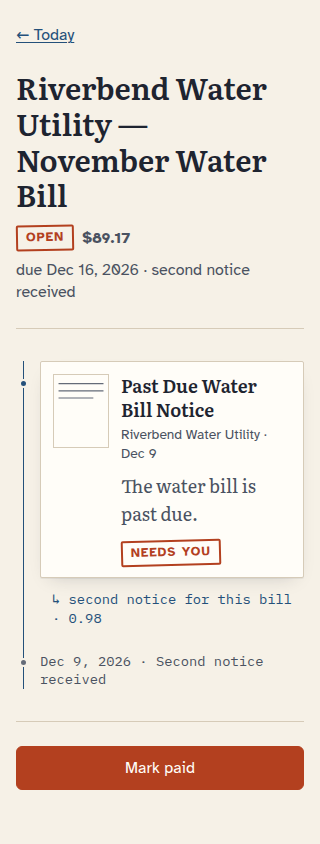 ← Today
Riverbend Water
Utility —
November Water
Bill
OPEN $89.17
due Dec 16, 2026 · second notice
received
Past Due Water
Bill Notice
Riverbend Water Utility ·
Dec 9
The water bill is
past due.
NEEDS YOU
↳ second notice for this bill
· 0.98
Dec 9, 2026 · Second notice
received
Mark paid